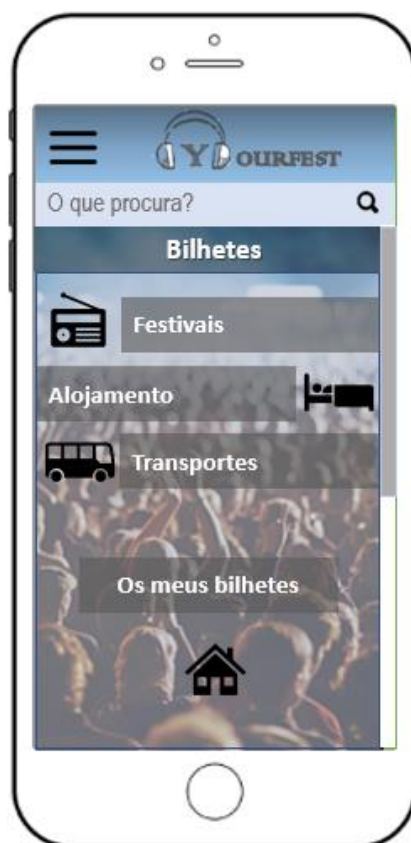 YOURFEST
O que procura?
Bilhetes
Festivais
Alojamento
Transportes
Os meus bilhetes